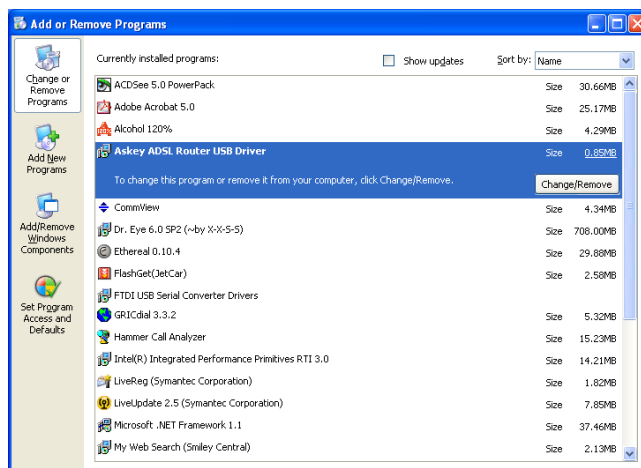 Add or Remove Programs
Change or
Remove
Programs
Add New
Programs
Add/Remove
Windows
Components
Set Program
Access and
Defaults
Currently installed programs:
Show updates
Sort by: Name
ACDSee 5.0 PowerPack Size 30.66MB
Adobe Acrobat 5.0 Size 25.17MB
Alcohol 120% Size 4.29MB
Askey ADSL Router USB Driver Size 0.85MB
To change this program or remove it from your computer, click Change/Remove. Change/Remove
CommView Size 4.34MB
Dr. Eye 6.0 SP2 (~by X-X-S-S) Size 708.00MB
Ethereal 0.10.4 Size 29.88MB
FlashGet(JetCar) Size 2.58MB
FTDI USB Serial Converter Drivers
GRICdial 3.3.2 Size 5.32MB
Hammer Call Analyzer Size 15.23MB
Intel(R) Integrated Performance Primitives RTI 3.0 Size 14.21MB
LiveReg (Symantec Corporation) Size 1.82MB
LiveUpdate 2.5 (Symantec Corporation) Size 7.85MB
Microsoft .NET Framework 1.1 Size 37.46MB
My Web Search (Smiley Central) Size 2.13MB